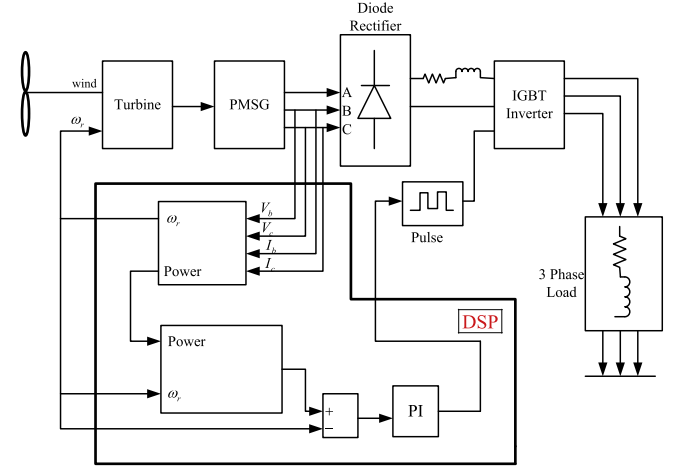 Diode
Rectifier
wind
Turbine
PMSG
A
B
C
IGBT
Inverter
ωr
Vb
Vc
Ib
Ic
ωr
Power
Pulse
3 Phase
Load
DSP
Power
ωr
+
−
PI